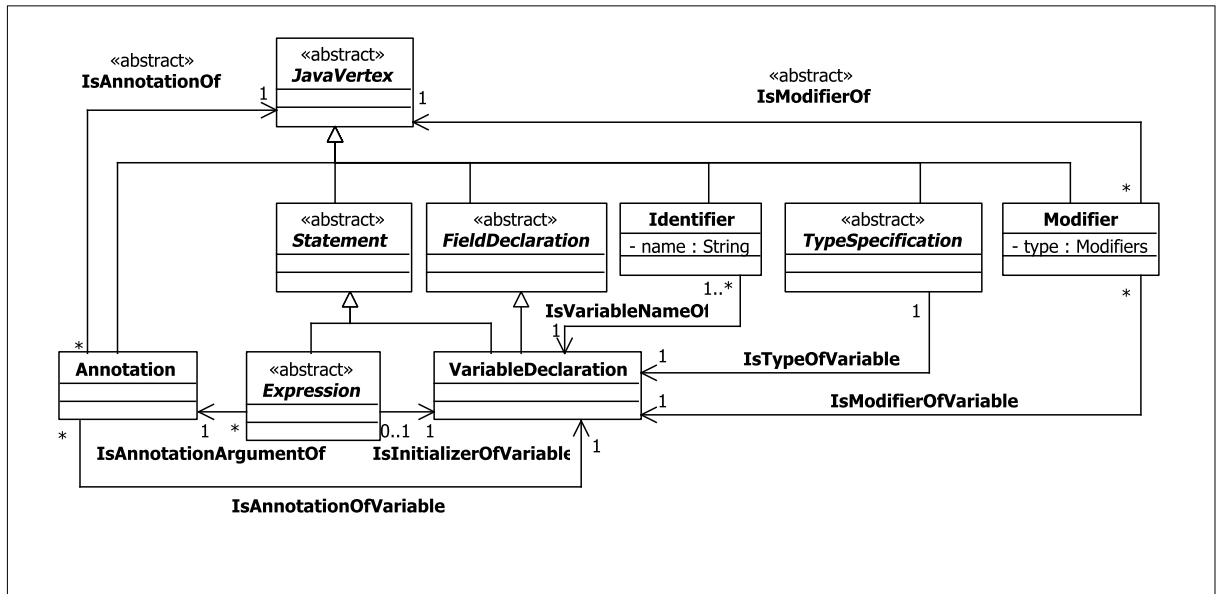 «abstract»
JavaVertex
«abstract»
IsAnnotationOf
«abstract»
IsModifierOf
1
1
*
«abstract»
Statement
«abstract»
FieldDeclaration
Identifier
- name : String
«abstract»
TypeSpecification
Modifier
- type : Modifiers
1..*
1
*
IsVariableNameOf
1
*
Annotation
«abstract»
Expression
VariableDeclaration
1
IsTypeOfVariable
1
IsModifierOfVariable
*
1
*
0..1
1
1
IsAnnotationArgumentOf
IsInitializerOfVariable
IsAnnotationOfVariable